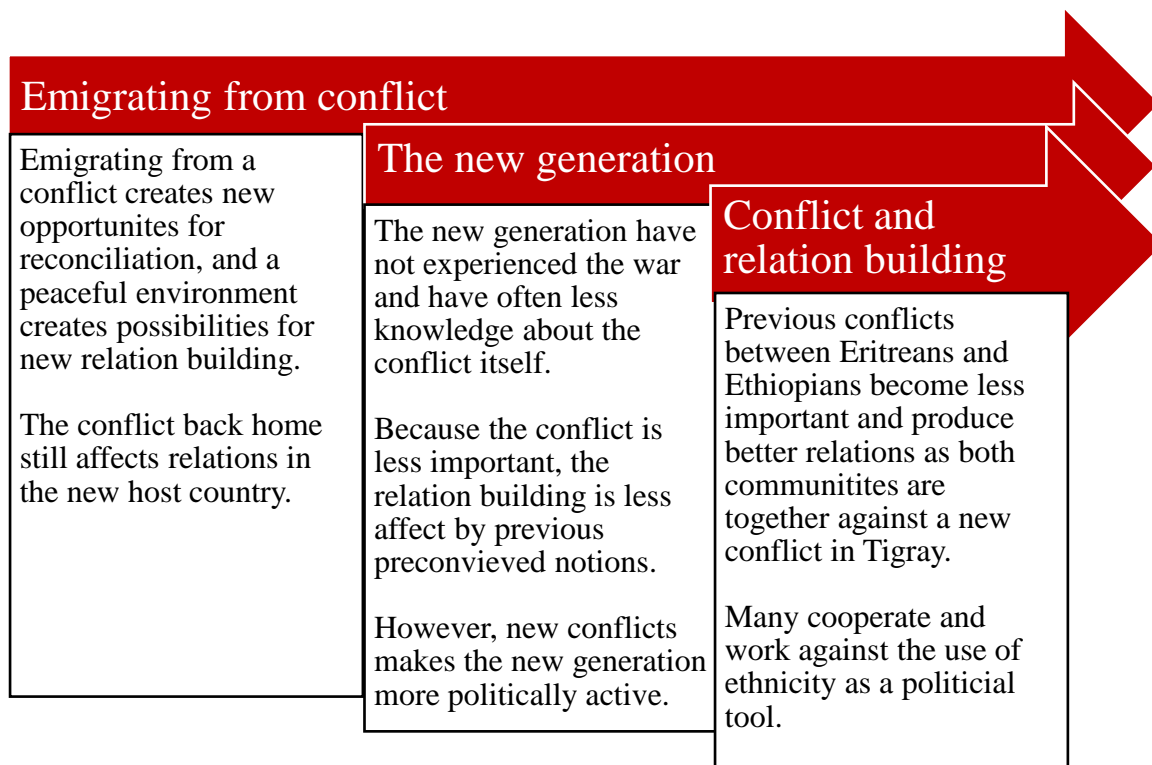 Emigrating from conflict
Emigrating from a
conflict creates new
opportunites for
reconciliation, and a
peaceful environment
creates possibilities for
new relation building.
The conflict back home
still affects relations in
the new host country.
The new generation
The new generation have
not experienced the war
and have often less
knowledge about the
conflict itself.
Because the conflict is
less important, the
relation building is less
affect by previous
preconvieved notions.
However, new conflicts
makes the new generation
more politically active.
Conflict and
relation building
Previous conflicts
between Eritreans and
Ethiopians become less
important and produce
better relations as both
communitites are
together against a new
conflict in Tigray.
Many cooperate and
work against the use of
ethnicity as a politicial
tool.